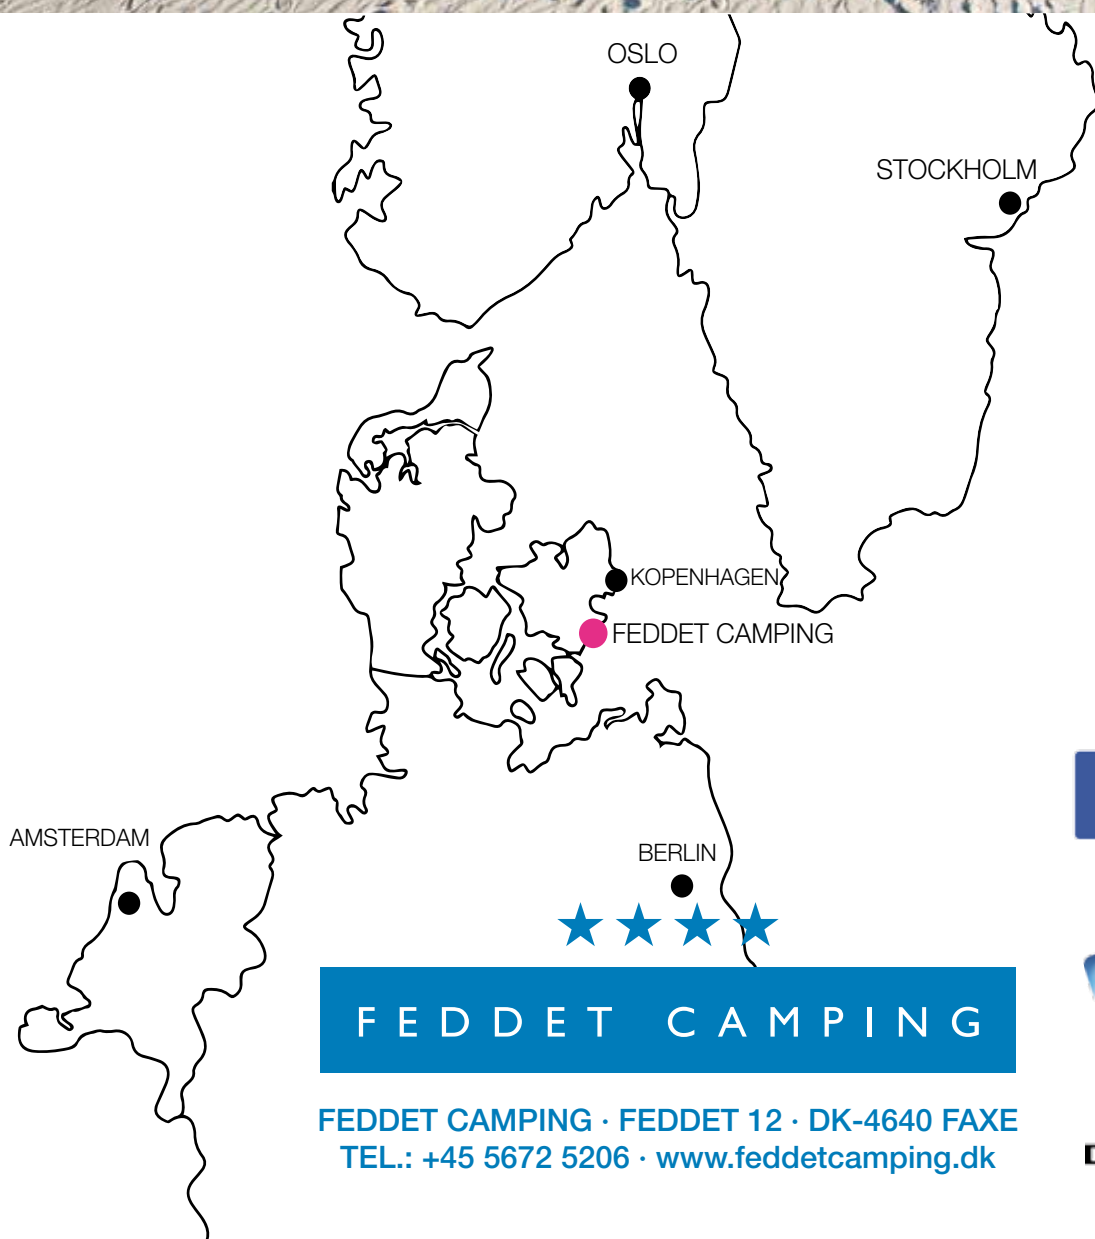 OSLO
STOCKHOLM
KOPENHAGEN
FEDDET CAMPING
AMSTERDAM
BERLIN
FEDDET CAMPING
FEDDET CAMPING · FEDDET 12 · DK-4640 FAXE
TEL.: +45 5672 5206 · www.feddetcamping.dk